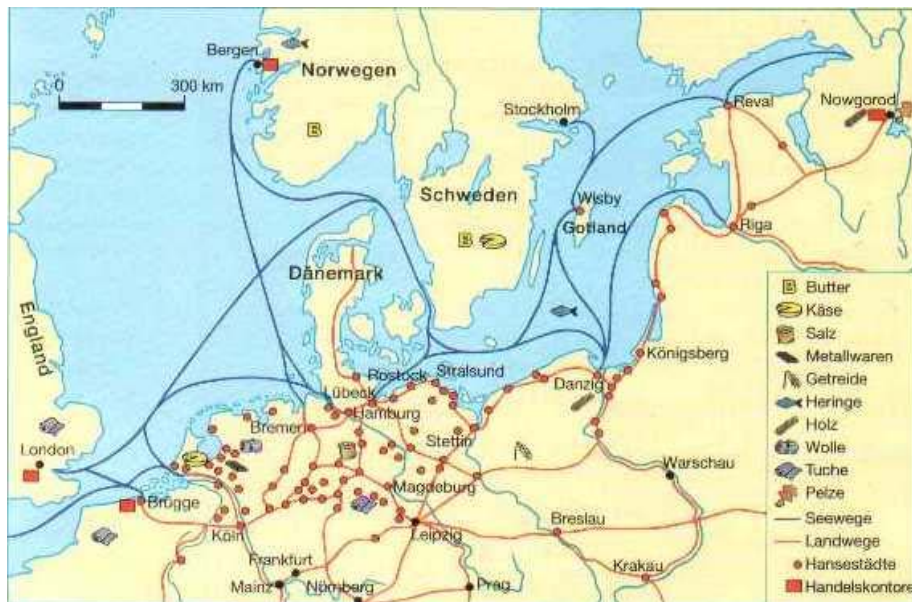 Bergen
Norwegen
0 300 km
B
Stockholm
Reval
Nowgorod
Schweden
B
Wisby
Gotland
Riga
Dänemark
England
Königsberg
Rostock
Stralsund
Danzig
Lübeck
Hamburg
Bremen
Stettin
London
Warschau
Magdeburg
Brügge
Köln
Leipzig
Breslau
Frankfurt
Krakau
Mainz
Nürnberg
Prag
B Butter
Käse
Salz
Metallwaren
Getreide
Heringe
Holz
Wolle
Tuche
Pelze
Seewege
Landwege
Hansestädte
Handelskontore